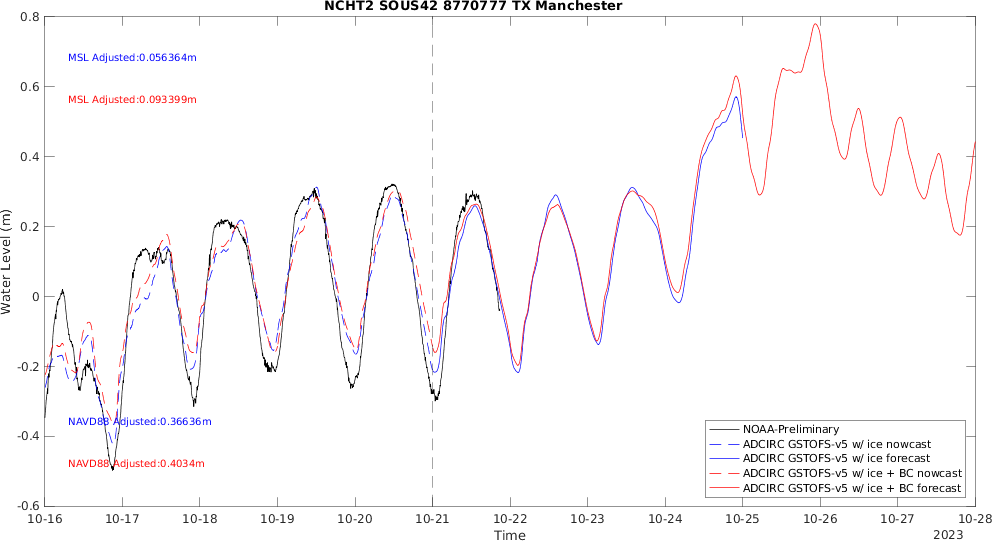 NCHT2 SOUS42 8770777 TX Manchester
0.8
0.6
0.4
0.2
0
-0.2
-0.4
-0.6
Water Level (m)
MSL Adjusted:0.056364m
MSL Adjusted:0.093399m
NAVD88 Adjusted:0.36636m
NAVD88 Adjusted:0.4034m
NOAA-Preliminary
ADCIRC GSTOFS-v5 w/ ice nowcast
ADCIRC GSTOFS-v5 w/ ice forecast
ADCIRC GSTOFS-v5 w/ ice + BC nowcast
ADCIRC GSTOFS-v5 w/ ice + BC forecast
10-16 10-17 10-18 10-19 10-20 10-21 10-22 10-23 10-24 10-25 10-26 10-27 10-28
Time
2023